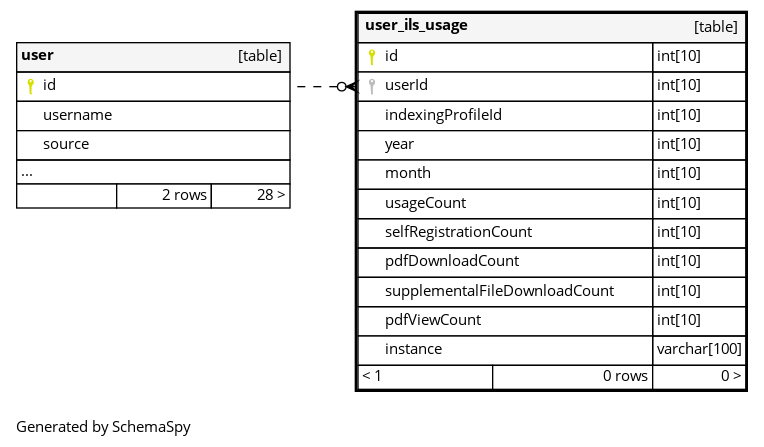 user [table]
id
username
source
...
2 rows 28 >
user_ils_usage [table]
id int[10]
userId int[10]
indexingProfileId int[10]
year int[10]
month int[10]
usageCount int[10]
selfRegistrationCount int[10]
pdfDownloadCount int[10]
supplementalFileDownloadCount int[10]
pdfViewCount int[10]
instance varchar[100]
< 1 0 rows 0 >
Generated by SchemaSpy